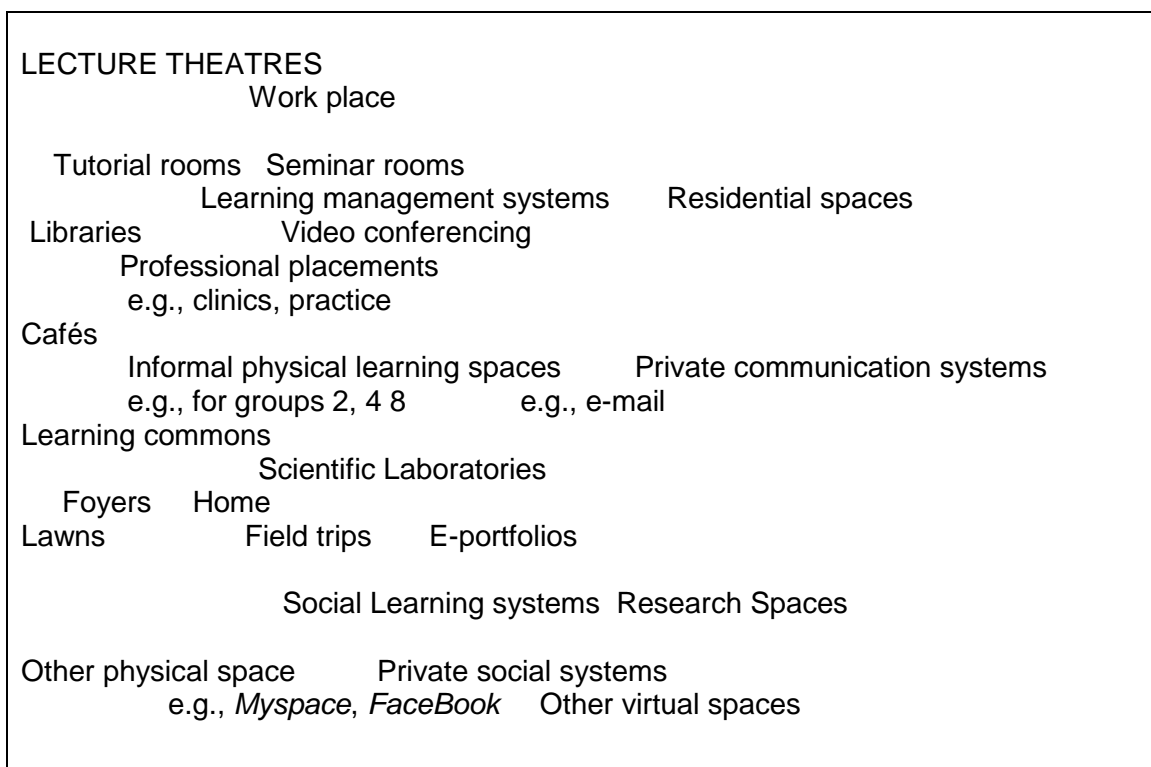 LECTURE THEATRES
Work place
Tutorial rooms Seminar rooms
Learning management systems Residential spaces
Libraries Video conferencing
Professional placements
e.g., clinics, practice
Cafés
Informal physical learning spaces Private communication systems
e.g., for groups 2, 4 8 e.g., e-mail
Learning commons
Scientific Laboratories
Foyers Home
Lawns Field trips E-portfolios
Social Learning systems Research Spaces
Other physical space Private social systems
e.g., Myspace, FaceBook Other virtual spaces